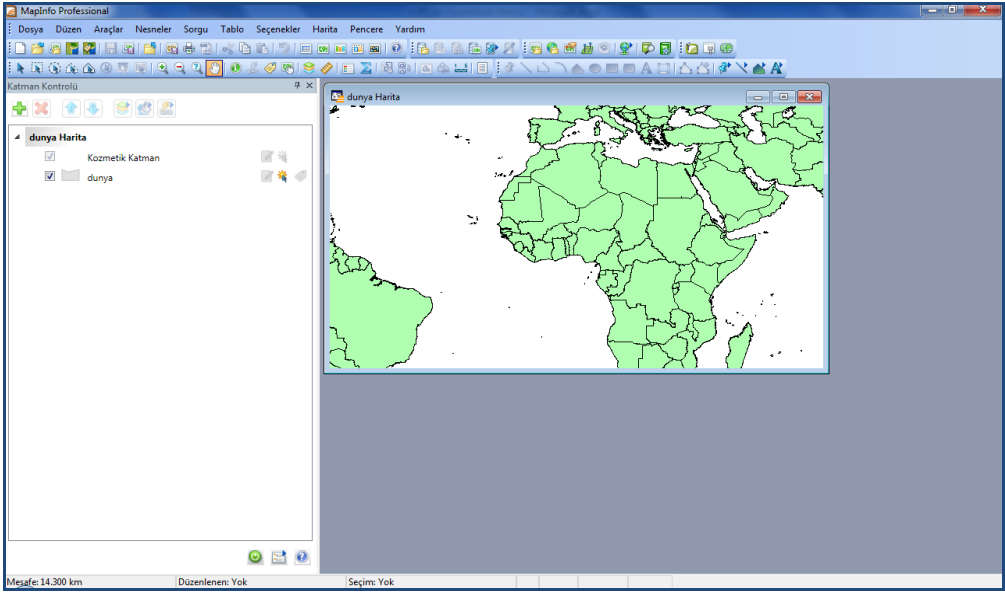 MapInfo Professional
Dosya Düzen Araçlar Nesneler Sorgu Tablo Seçenekler Harita Pencere Yardım
Katman Kontrolü
dunya Harita
dunya Harita
Kozmetik Katman
dunya
Mesafe: 14.300 km Düzenlenen: Yok Seçim: Yok